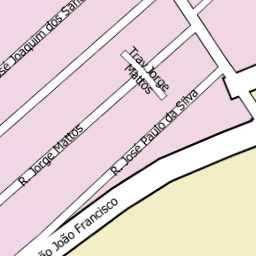 sé Joaquim dos San
Trav Jorge
Mattos
R. Jorge Mattos
R. José Paulo da Silva
ão João Francisco